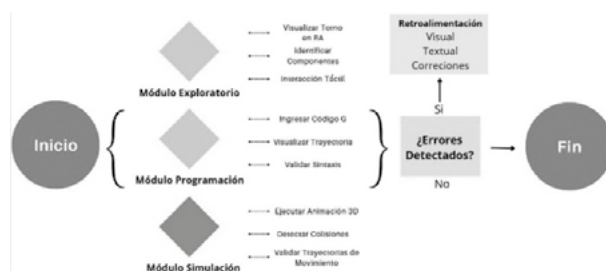 Inicio
Visualizar Torno
en RA
Identificar
Componentes
Interacción Táctil
Módulo Exploratorio
Ingresar Código G
Visualizar Trayectoria
Validar Sintaxis
Módulo Programación
Ejecutar Animación 3D
Detectar Colisiones
Validar Trayectorias de
Movimiento
Módulo Simulación
Retroalimentación
Visual
Textual
Correciones
Si
¿Errores
Detectados?
No
Fin